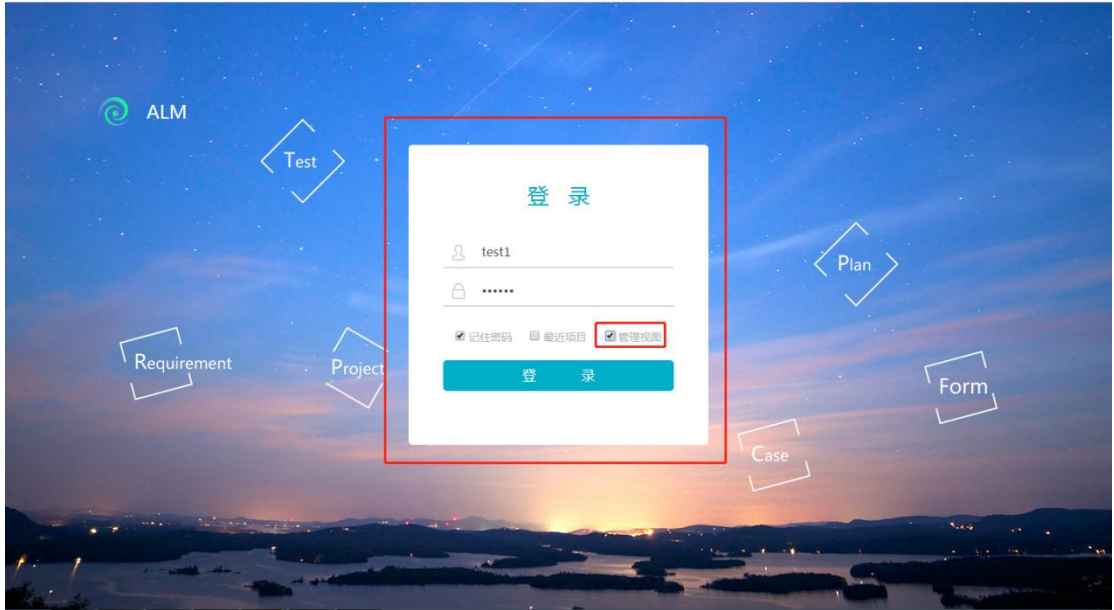 ALM
Test
登 录
test1
••••••
Plan
记住密码 最近项目 管理视图
Requirement
Project
登 录
Form
Case